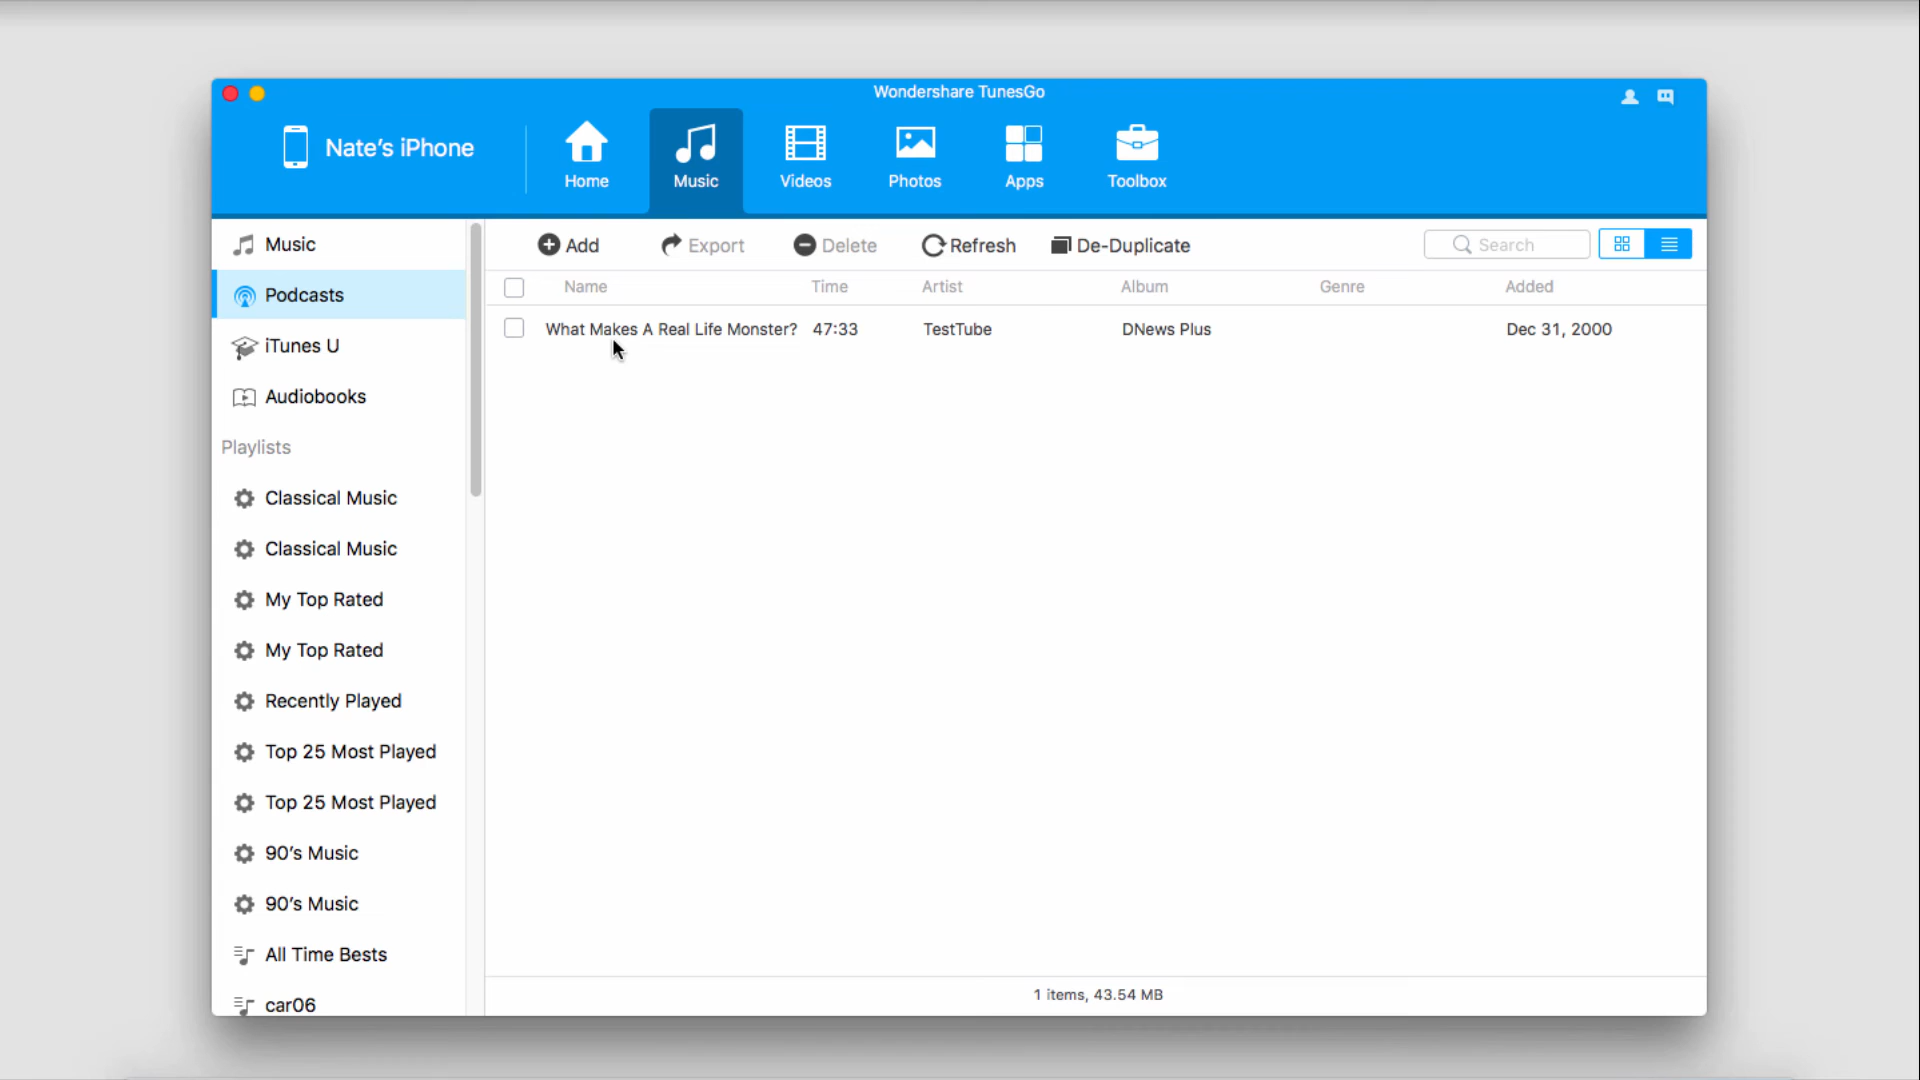 Wondershare TunesGo
Nate's iPhone
Home
Music
Videos
Photos
Apps
Toolbox
Music
Podcasts
iTunes U
Audiobooks
Playlists
Classical Music
Classical Music
My Top Rated
My Top Rated
Recently Played
Top 25 Most Played
Top 25 Most Played
90's Music
90's Music
All Time Bests
car06
Add Export Delete Refresh De-Duplicate Search
Name Time Artist Album Genre Added
What Makes A Real Life Monster? 47:33 TestTube DNews Plus Dec 31, 2000
1 items, 43.54 MB